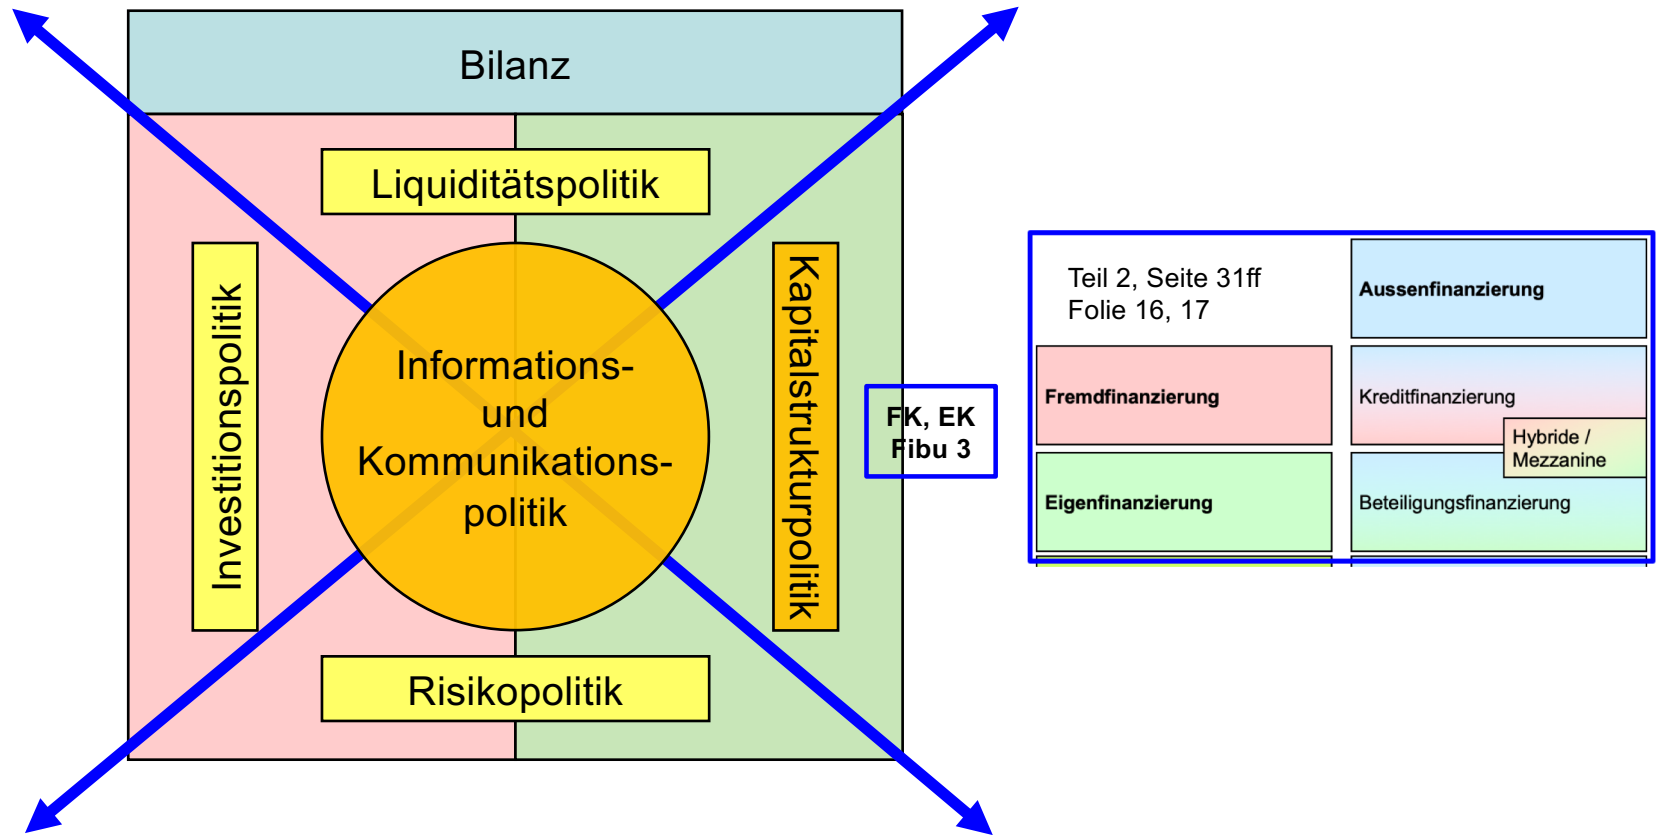 Bilanz
Liquiditätspolitik
Investitionspolitik
Informations-
und
Kommunikations-
politik
Kapitalstrukturpolitik
Risikopolitik
FK, EK
Fibu 3
Teil 2, Seite 31ff
Folie 16, 17
Aussenfinanzierung
Fremdfinanzierung
Kreditfinanzierung
Hybride /
Mezzanine
Eigenfinanzierung
Beteiligungsfinanzierung